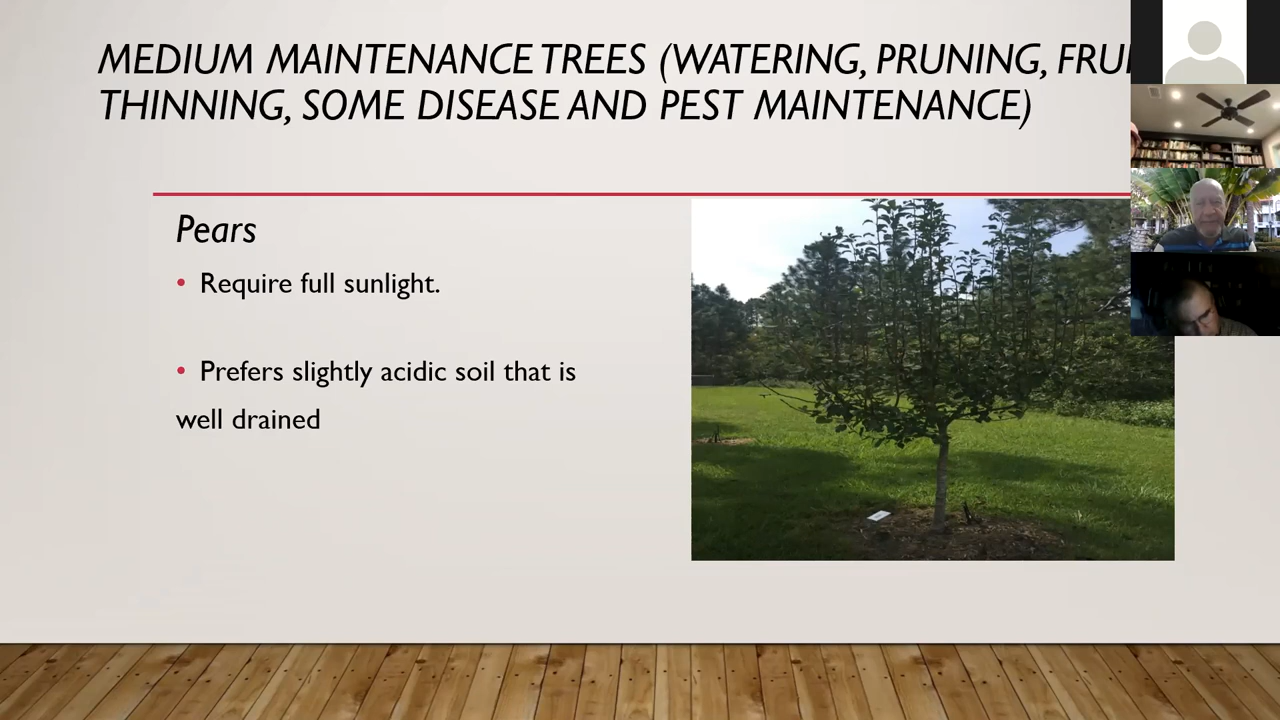 MEDIUM MAINTENANCE TREES (WATERING, PRUNING,
THINNING, SOME DISEASE AND PEST MAINTENANCE)
Pears
• Require full sunlight.
• Prefers slightly acidic soil that is
well drained